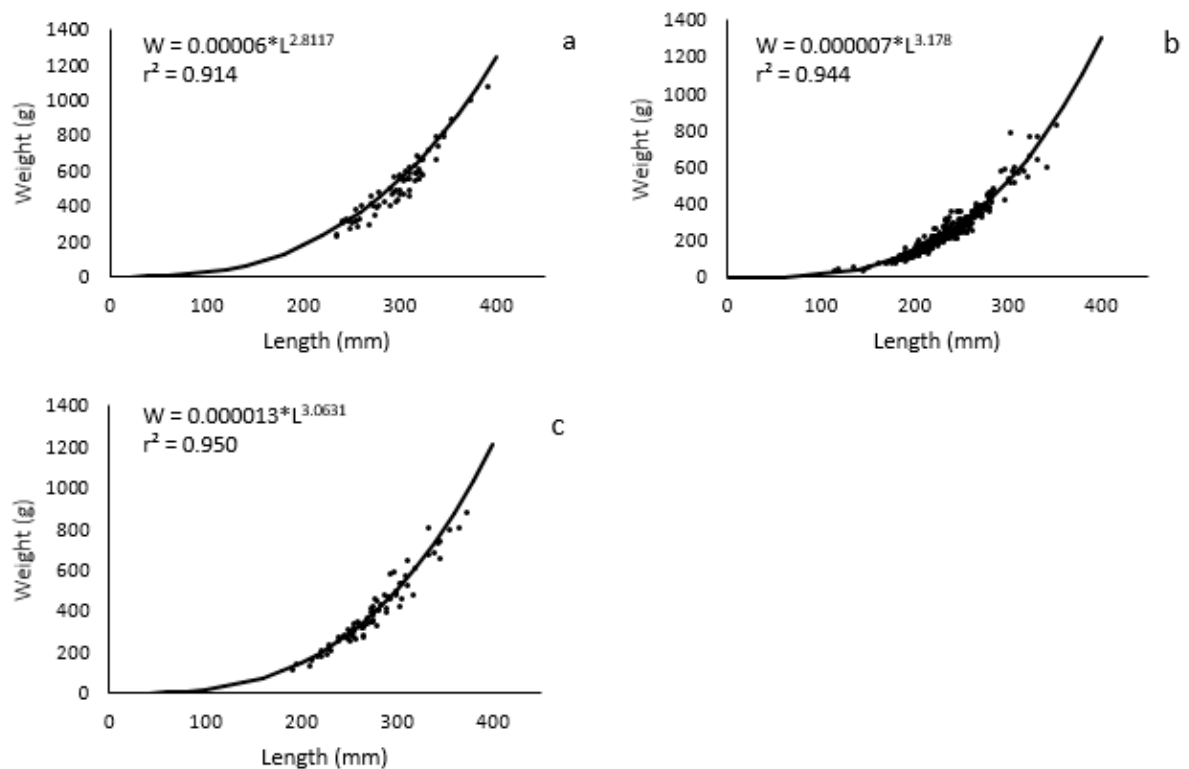 W = 0.00006*L2.8117
r² = 0.914
a
1400
1200
1000
800
600
400
200
0
Weight (g)
0 100 200 300 400
Length (mm)
W = 0.000007*L3.178
r² = 0.944
b
1400
1200
1000
800
600
400
200
0
Weight (g)
0 100 200 300 400
Length (mm)
W = 0.000013*L3.0631
r² = 0.950
c
1400
1200
1000
800
600
400
200
0
Weight (g)
0 100 200 300 400
Length (mm)